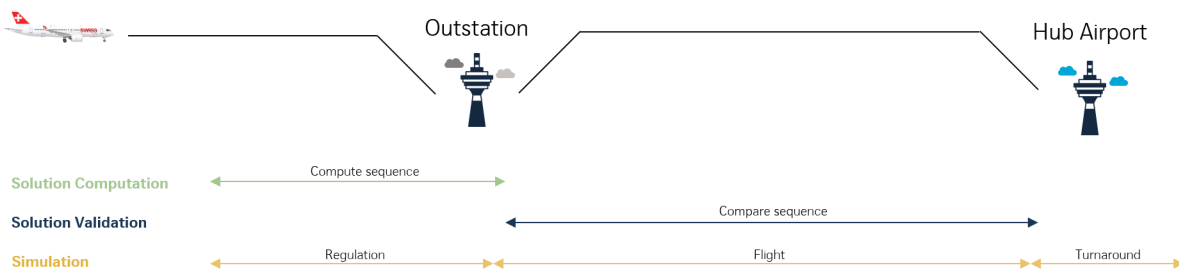 SWISS
Outstation
Hub Airport
Solution Computation
Compute sequence
Solution Validation
Compare sequence
Simulation
Regulation
Flight
Turnaround